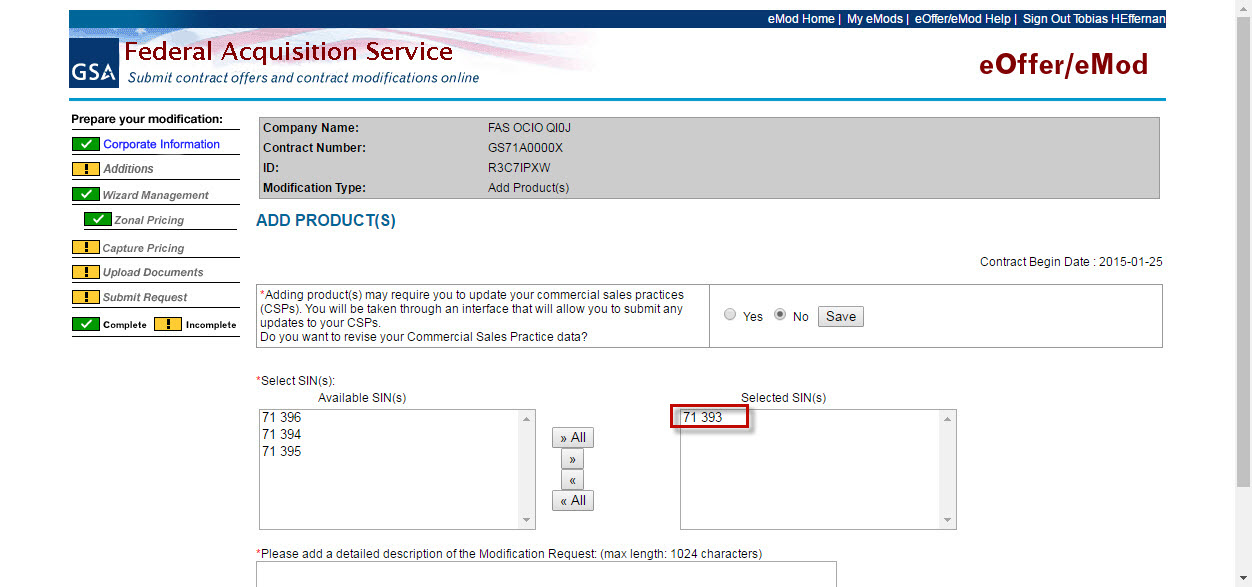 eMod Home | My eMods | eOffer/eMod Help | Sign Out Tobias HEffernan
GSA
Federal Acquisition Service
Submit contract offers and contract modifications online
eOffer/eMod
Prepare your modification:
Corporate Information
! Additions
Wizard Management
Zonal Pricing
! Capture Pricing
! Upload Documents
! Submit Request
Complete ! Incomplete
Company Name: FAS OCIO QI0J
Contract Number: GS71A0000X
ID: R3C7IPXW
Modification Type: Add Product(s)
ADD PRODUCT(S)
Contract Begin Date : 2015-01-25
*Adding product(s) may require you to update your commercial sales practices
(CSPs). You will be taken through an interface that will allow you to submit any
updates to your CSPs.
Do you want to revise your Commercial Sales Practice data?
Yes No Save
*Select SIN(s):
Available SIN(s)
71 396
71 394
71 395
» All
»
«
« All
Selected SIN(s)
71 393
*Please add a detailed description of the Modification Request: (max length: 1024 characters)